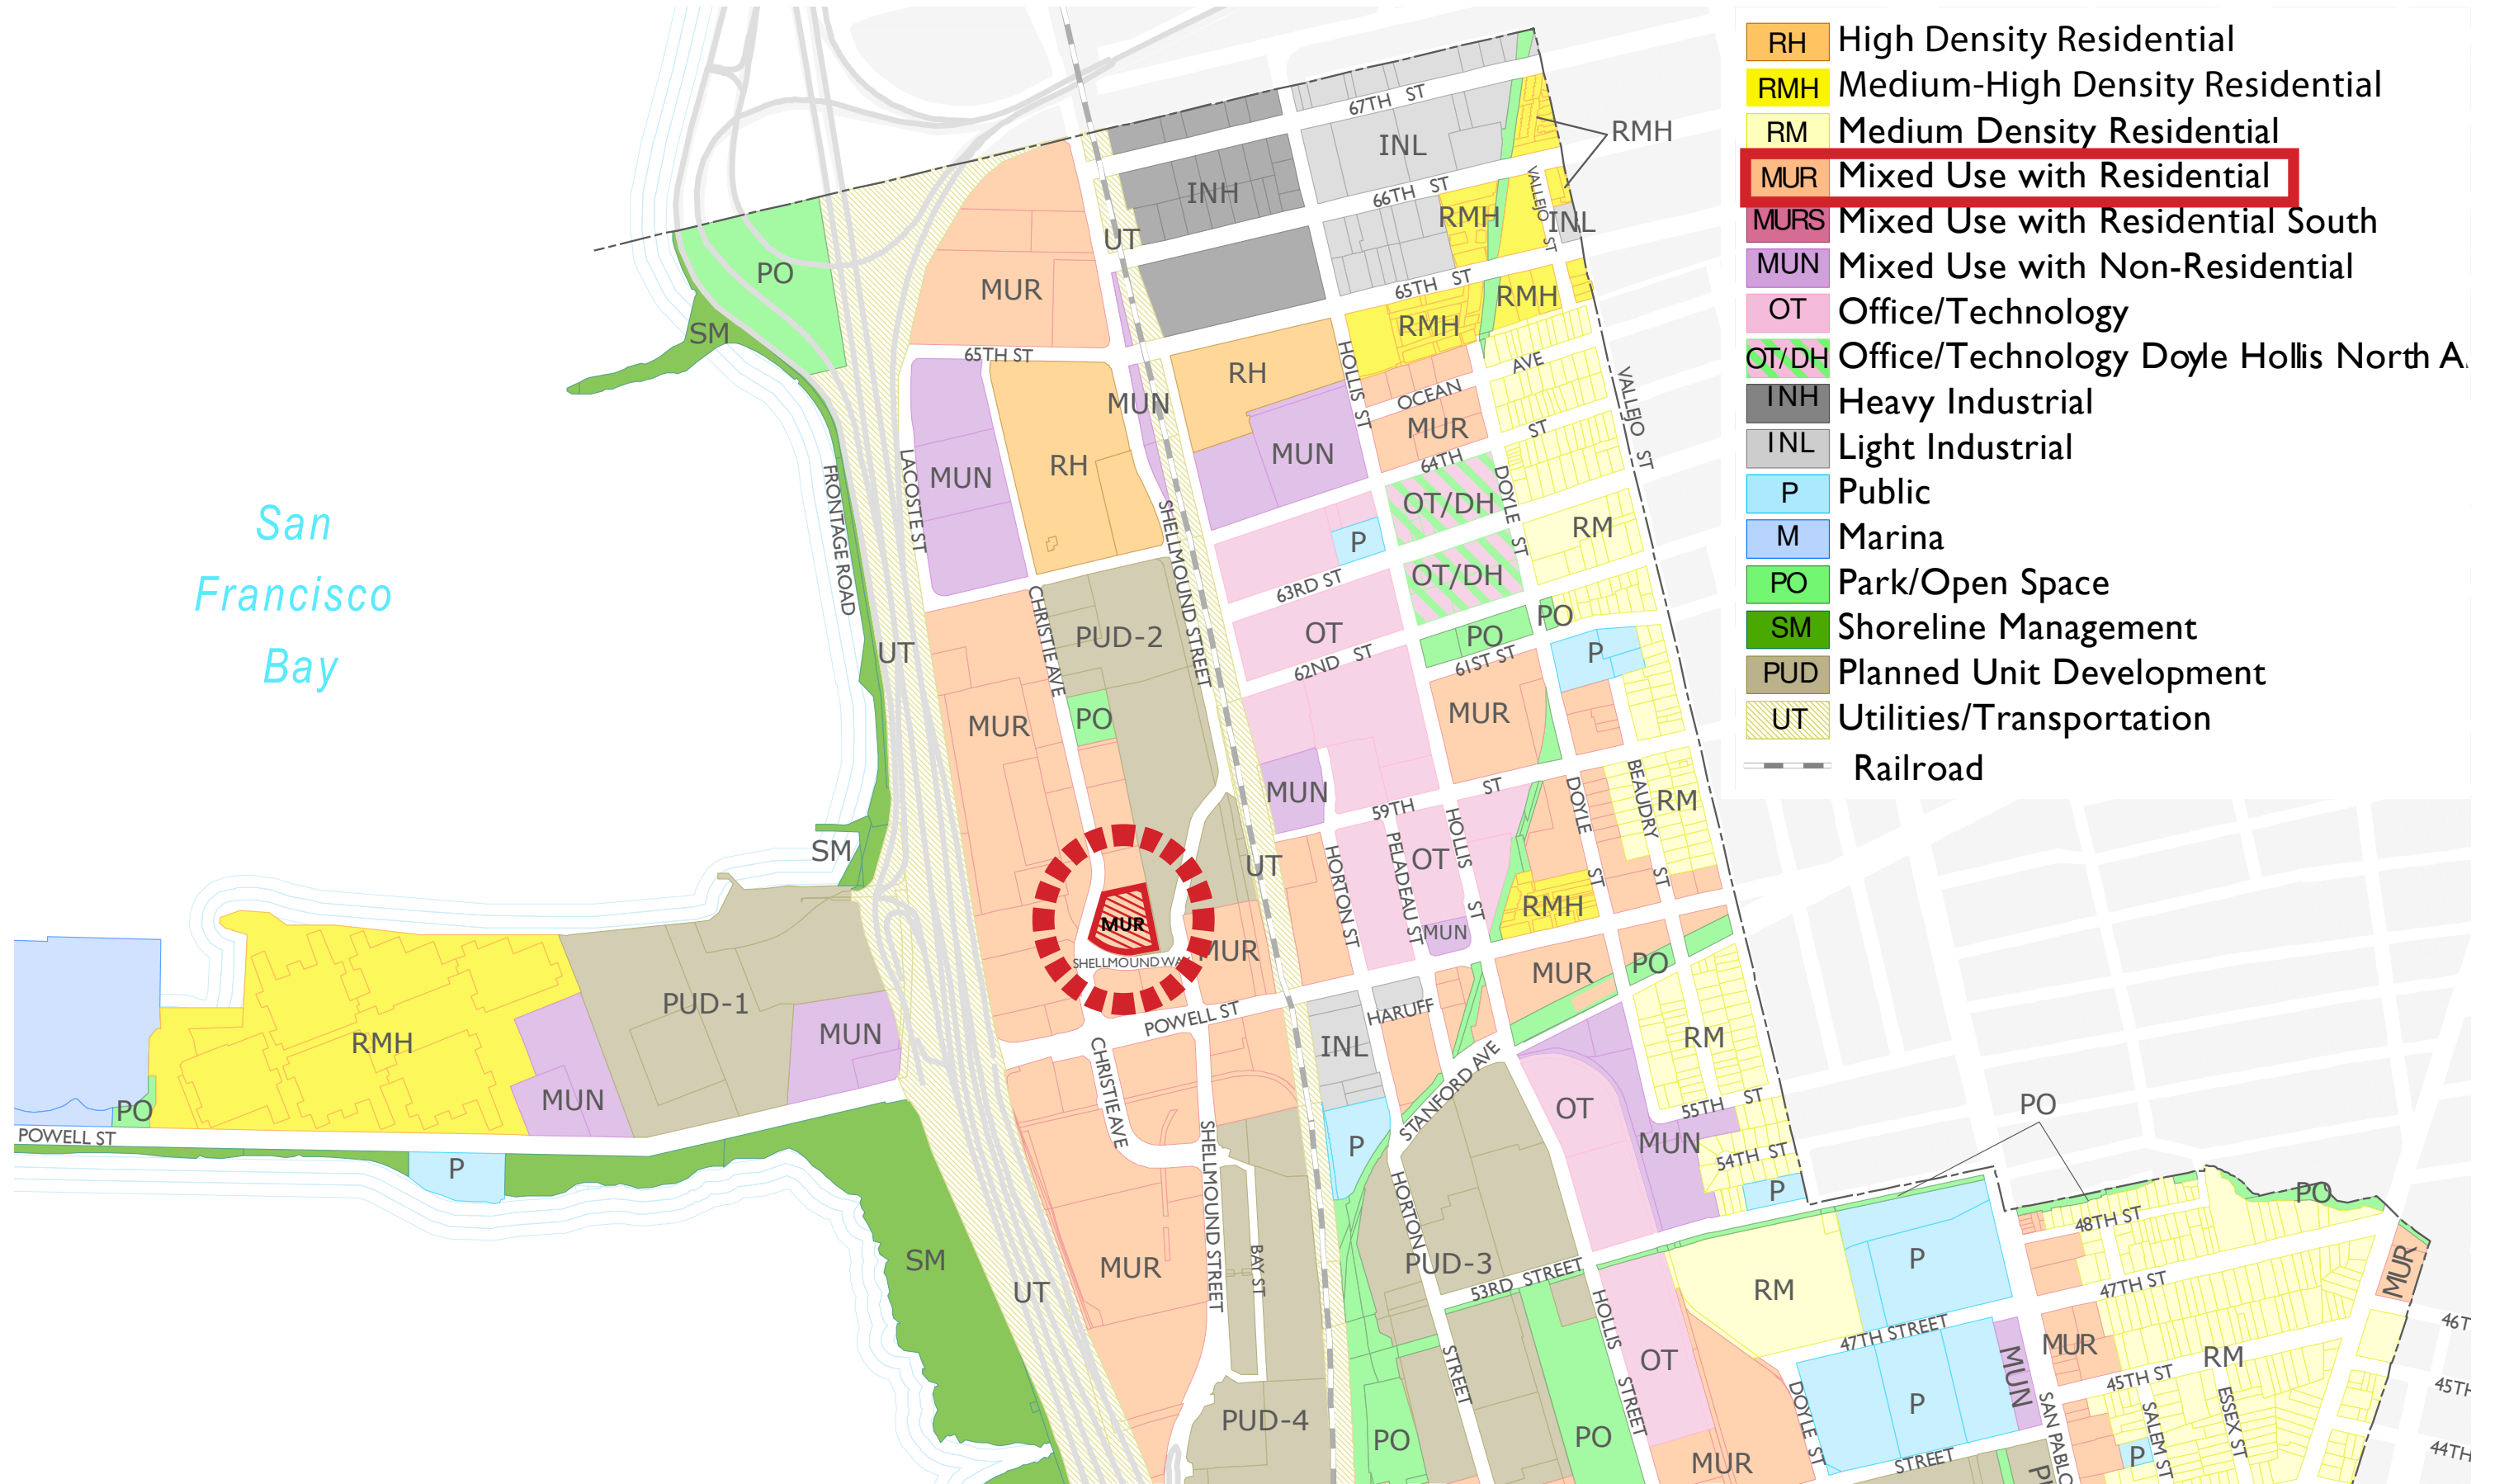 RH High Density Residential
RMH Medium-High Density Residential
RM Medium Density Residential
MUR Mixed Use with Residential
MURS Mixed Use with Residential South
MUN Mixed Use with Non-Residential
OT Office/Technology
OT/DH Office/Technology Doyle Hollis North A
INH Heavy Industrial
INL Light Industrial
P Public
M Marina
PO Park/Open Space
SM Shoreline Management
PUD Planned Unit Development
UT Utilities/Transportation
Railroad
67TH ST
INL
RMH
INH
66TH ST
VALLEJO ST
RMH
INL
UT
PO
MUR
65TH ST
RMH
SM
RMH
65TH ST
RH
HOLLIS ST
AVE
OCEAN
VALLEJO ST
MUN
MUR
ST
MUN
RH
MUN
64TH
LACOSTE ST
FRONTAGE ROAD
SHELLMOUND STREET
OT/DH
DOYLE ST
RM
P
San
Francisco
Bay
63RD ST
OT/DH
CHRISTIE AVE
PUD-2
OT
PO
PO
UT
62ND ST
61ST ST
P
MUR
PO
MUR
MUN
59TH ST
DOYLE ST
BEAUDRY ST
RM
SM
UT
HORTON ST
PELADEAU ST
OT
HOLLIS ST
RMH
MUR
MUN
SHELLMOUND WAY
MUR
MUR
PO
PUD-1
MUN
POWELL ST
HARUFF
RMH
INL
RM
MUN
PO
POWELL ST
P
CHRISTIE AVE
SHELLMOUND STREET
STANFORD AVE
OT
55TH ST
MUN
54TH ST
P
P
PO
PO
SM
UT
MUR
BAY ST
HORTON STREET
PUD-3
53RD STREET
HOLLIS STREET
RM
P
48TH ST
47TH ST
MUR
46T
47TH STREET
MUR
RM
OT
MUN
45TH ST
45TH
PUD-4
PO
PO
MUR
DOYLE ST
P
SAN PABLO
SALEM ST
ESSEX ST
P
44TH
STREET